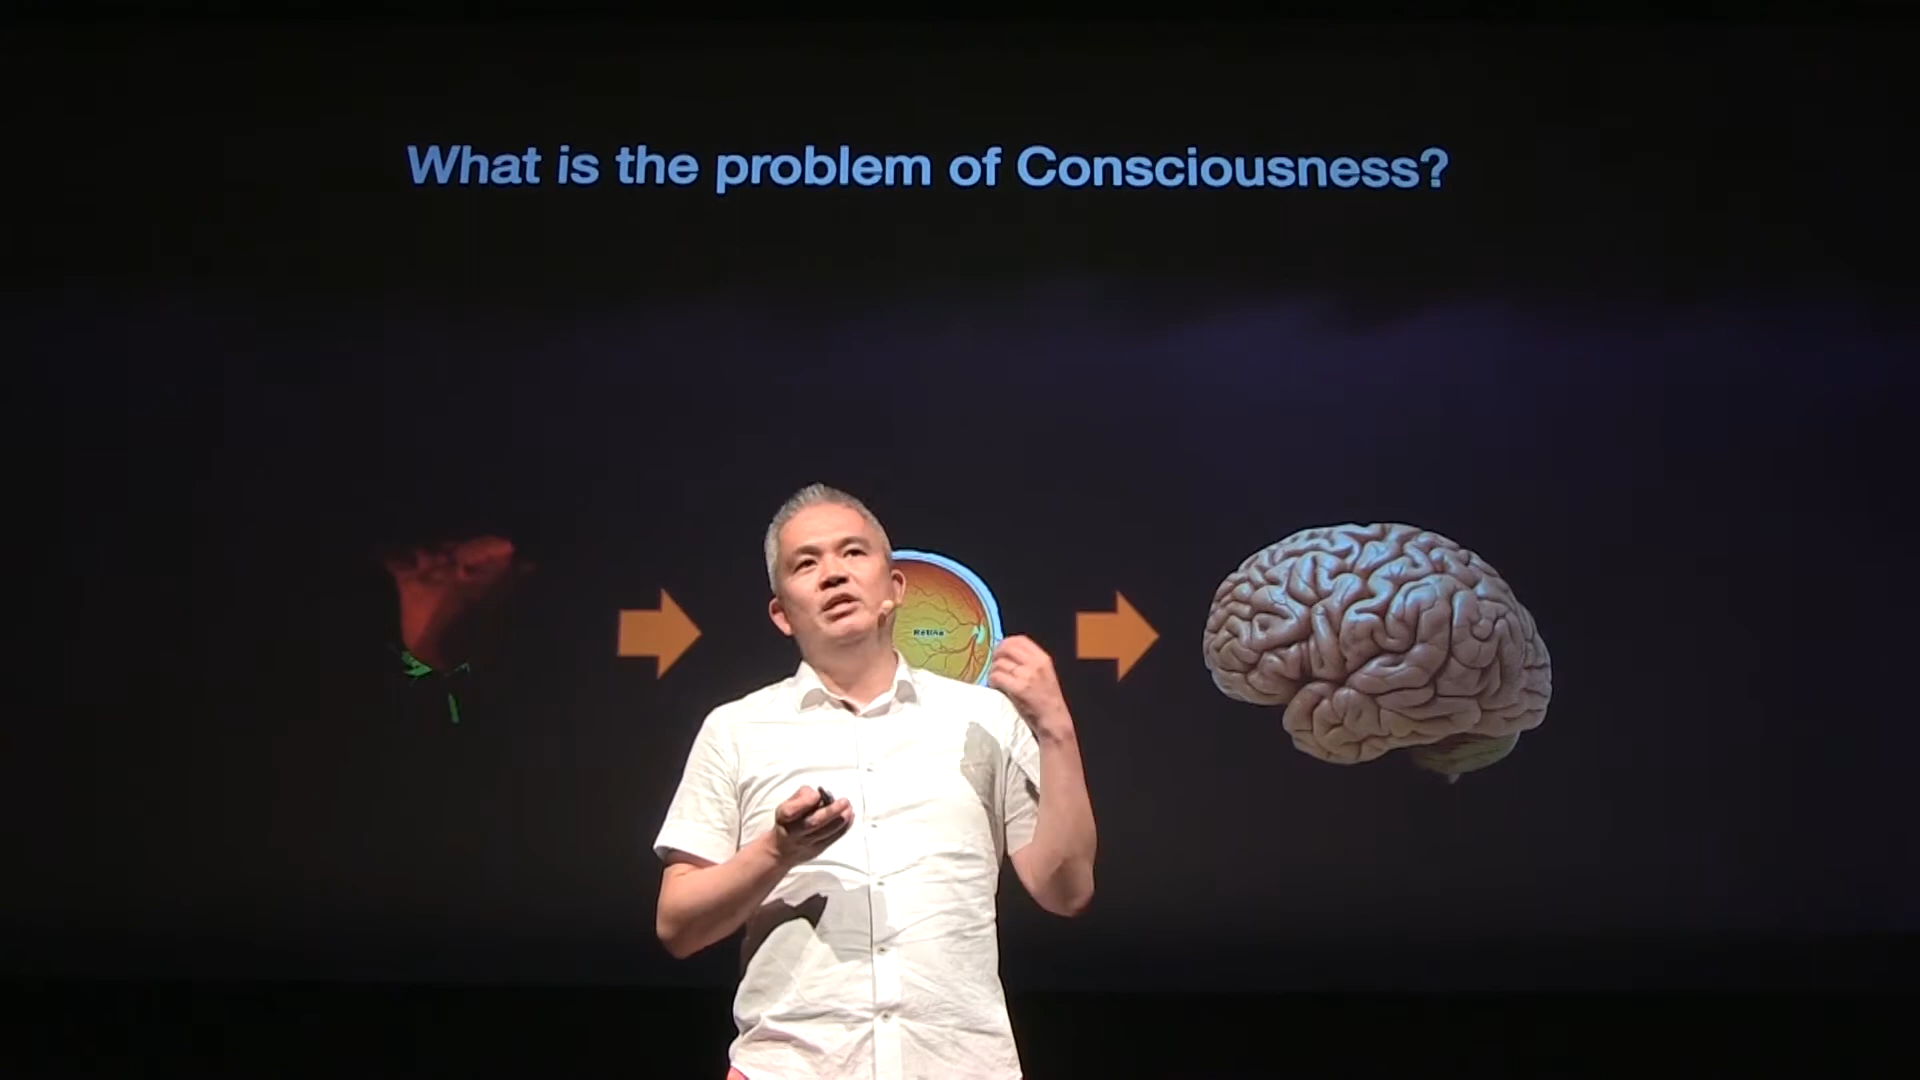 What is the problem of Consciousness?
Retina